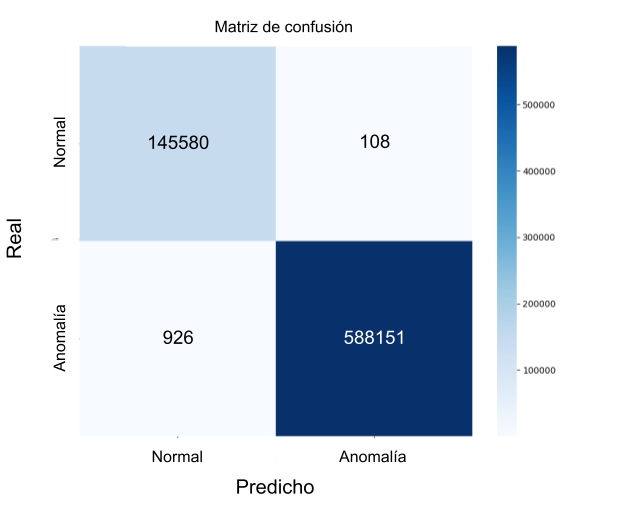 Matriz de confusión
Real
Normal
145580
108
Anomalía
926
588151
Normal
Anomalía
Predicho
500000
400000
300000
200000
100000